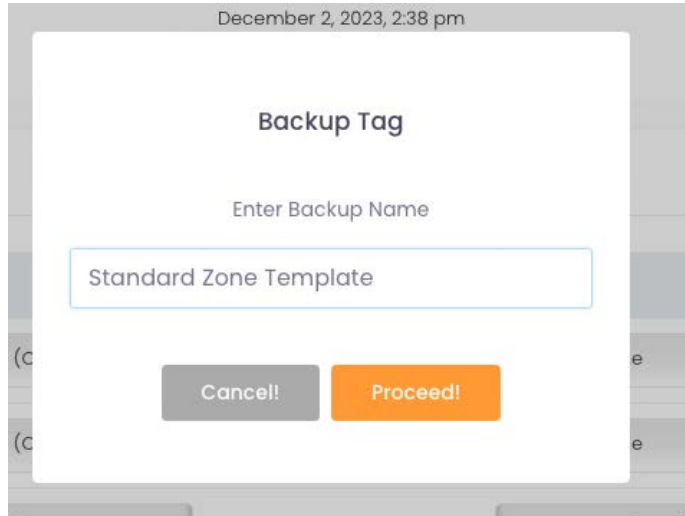 December 2, 2023, 2:38 pm
Backup Tag
Enter Backup Name
Standard Zone Template
(C
e
Cancel! Proceed!
(C
e